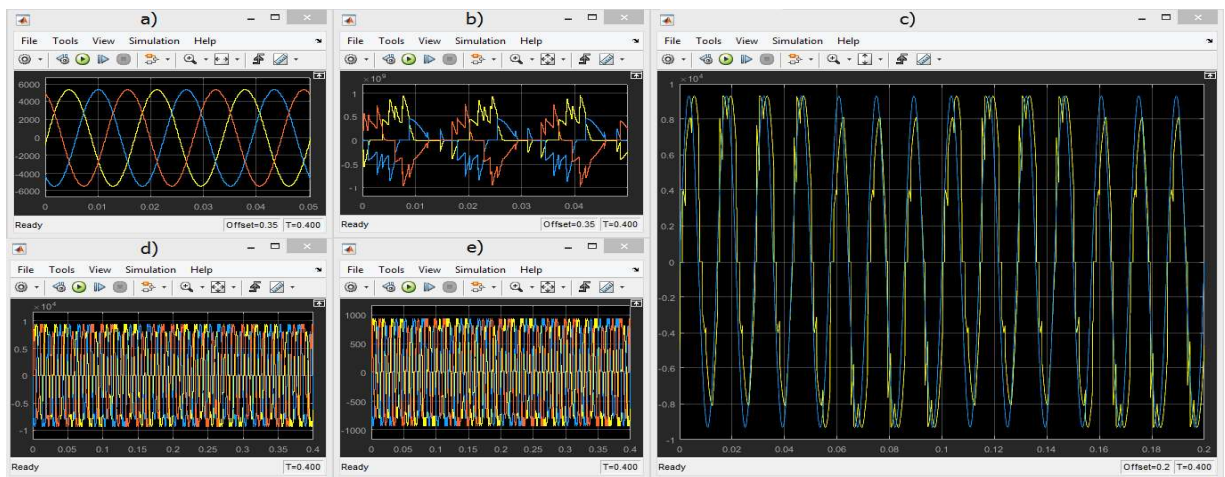 a)
File Tools View Simulation Help
6000
4000
2000
0
-2000
-4000
-6000
0 0.01 0.02 0.03 0.04 0.05
Ready Offset=0.35 T=0.400
b)
File Tools View Simulation Help
1
0.5
0
-0.5
-1
0 0.01 0.02 0.03 0.04
Ready Offset=0.35 T=0.400
c)
File Tools View Simulation Help
×10⁴
1
0.8
0.6
0.4
0.2
0
-0.2
-0.4
-0.6
-0.8
-1
0 0.02 0.04 0.06 0.08 0.1 0.12 0.14 0.16 0.18 0.2
Ready Offset=0.2 T=0.400
d)
File Tools View Simulation Help
×10⁴
1
0.5
0
-0.5
-1
0 0.05 0.1 0.15 0.2 0.25 0.3 0.35 0.4
Ready T=0.400
e)
File Tools View Simulation Help
1000
500
0
-500
-1000
0 0.05 0.1 0.15 0.2 0.25 0.3 0.35 0.4
Ready T=0.400